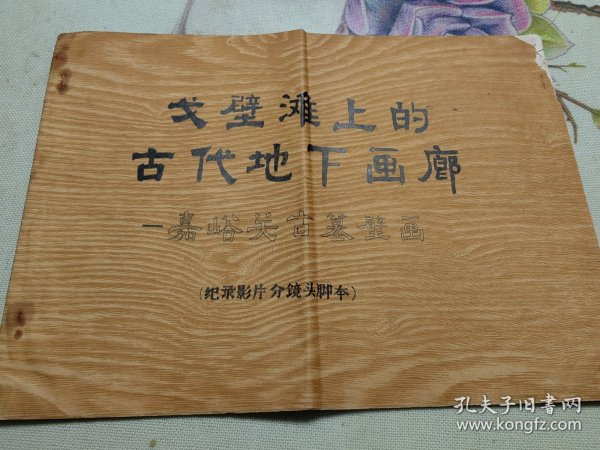 戈壁滩上的
古代地下画廊
—嘉峪关古墓壁画
(纪录影片分镜头脚本)
孔夫子旧书网
www.kongfz.com